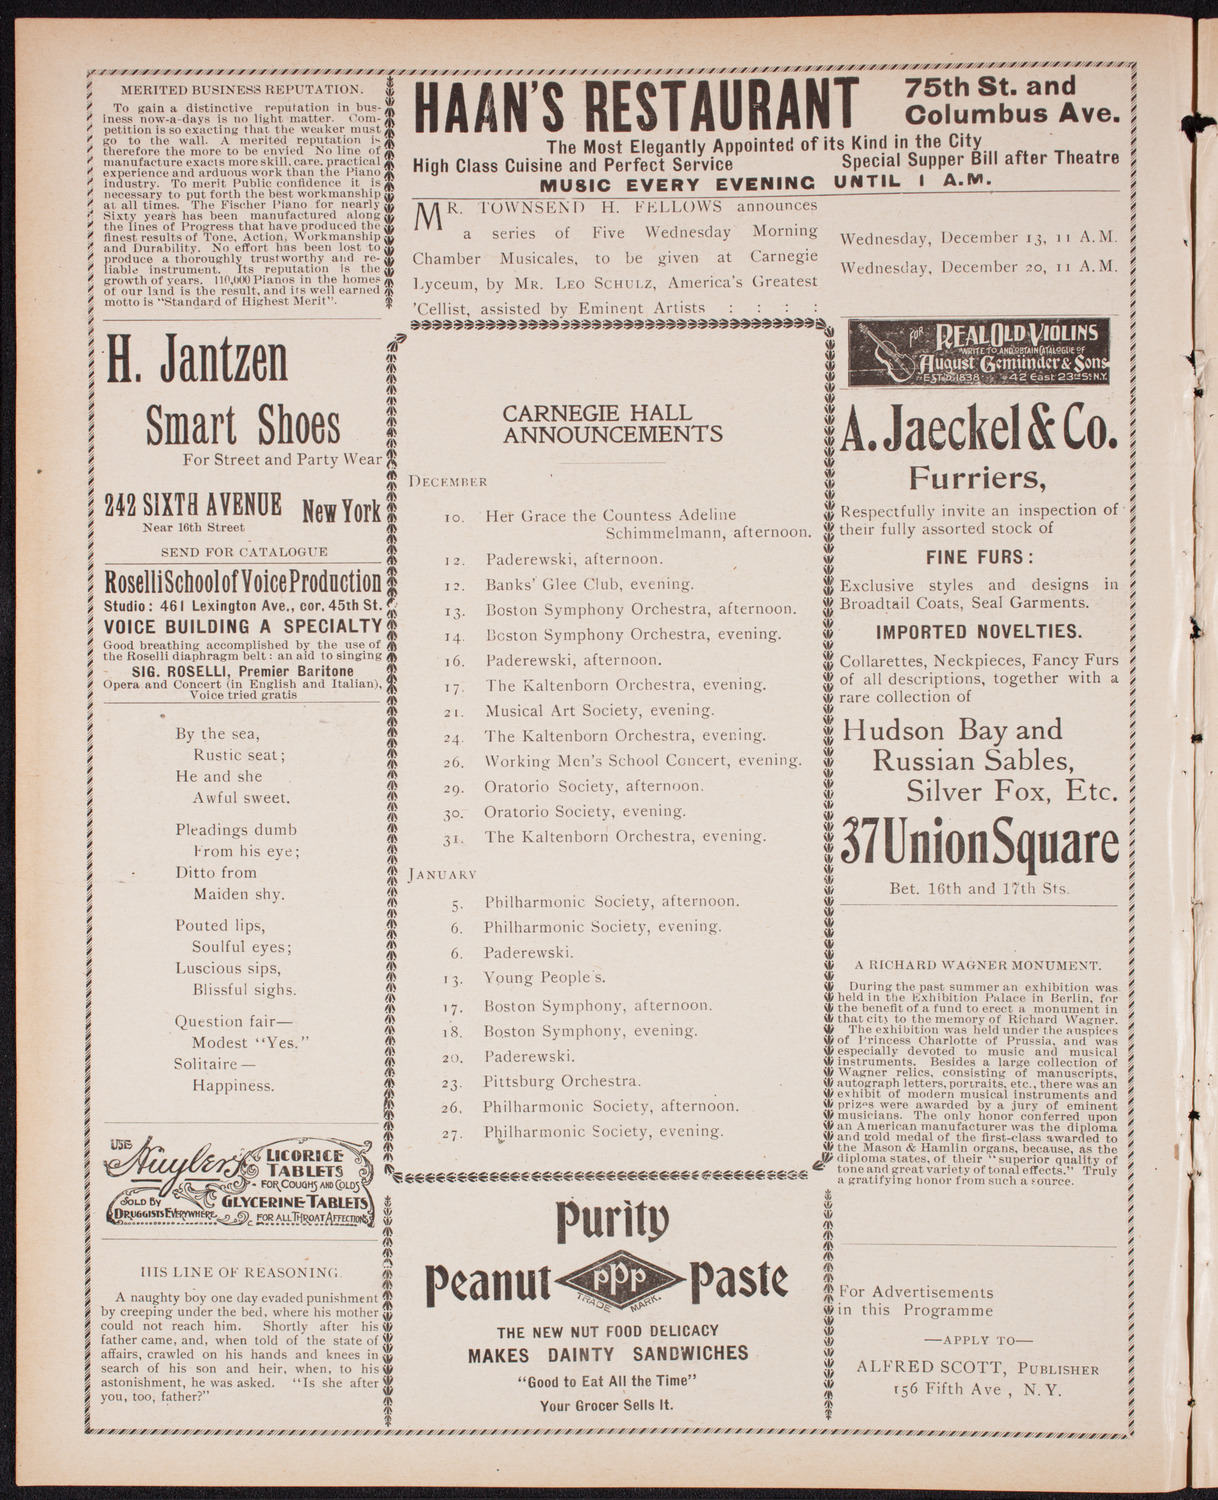 MERITED BUSINESS REPUTATION.
To gain a distinctive reputation in bus-
iness now-a-days is no light matter. Com-
petition is so exacting that the weaker must
go to the wall. A merited reputation is
therefore the more to be envied No line of
manufacture exacts more skill, care, practical
experience and arduous work than the Piano
industry. To merit Public confidence it is
necessary to put forth the best workmanship
at all times. The Fischer Piano for nearly
Sixty years has been manufactured along
the lines of Progress that have produced the
finest results of Tone, Action, Workmanship
and Durability. No effort has been lost to
produce a thoroughly trustworthy and re-
liable instrument. Its reputation is the
growth of years. 110,000 Pianos in the homes
of our land is the result, and its well earned
motto is "Standard of Highest Merit".
H. Jantzen
Smart Shoes
For Street and Party Wear
242 SIXTH AVENUE New York
Near 16th Street
SEND FOR CATALOGUE
Roselli School of Voice Production
Studio: 461 Lexington Ave., cor. 45th St.
VOICE BUILDING A SPECIALTY
Good breathing accomplished by the use of
the Roselli diaphragm belt: an aid to singing
SIG. ROSELLI, Premier Baritone
Opera and Concert (in English and Italian),
Voice tried gratis
By the sea,
Rustic seat;
He and she
Awful sweet.
Pleadings dumb
From his eye;
Ditto from
Maiden shy.
Pouted lips,
Soulful eyes;
Luscious sips,
Blissful sighs.
Question fair—
Modest "Yes."
Solitaire—
Happiness.
USE
Huyler's
LICORICE
TABLETS
FOR COUGHS AND COLDS
SOLD BY
DRUGGISTS EVERYWHERE
GLYCERINE TABLETS
FOR ALL THROAT AFFECTIONS
HIS LINE OF REASONING.
A naughty boy one day evaded punishment
by creeping under the bed, where his mother
could not reach him. Shortly after his
father came, and, when told of the state of
affairs, crawled on his hands and knees in
search of his son and heir, when, to his
astonishment, he was asked. "Is she after
you, too, father?"
HAAN'S RESTAURANT
75th St. and
Columbus Ave.
The Most Elegantly Appointed of its Kind in the City
High Class Cuisine and Perfect Service Special Supper Bill after Theatre
MUSIC EVERY EVENING UNTIL 1 A.M.
MR. TOWNSEND H. FELLOWS announces
a series of Five Wednesday Morning
Chamber Musicales, to be given at Carnegie
Lyceum, by MR. LEO SCHULZ, America's Greatest
'Cellist, assisted by Eminent Artists : : : :
Wednesday, December 13, 11 A.M.
Wednesday, December 20, 11 A.M.
CARNEGIE HALL
ANNOUNCEMENTS
DECEMBER
10. Her Grace the Countess Adeline
Schimmelmann, afternoon.
12. Paderewski, afternoon.
12. Banks' Glee Club, evening.
13. Boston Symphony Orchestra, afternoon.
14. Boston Symphony Orchestra, evening.
16. Paderewski, afternoon.
17. The Kaltenborn Orchestra, evening.
21. Musical Art Society, evening.
24. The Kaltenborn Orchestra, evening.
26. Working Men's School Concert, evening.
29. Oratorio Society, afternoon.
30. Oratorio Society, evening.
31. The Kaltenborn Orchestra, evening.
JANUARY
5. Philharmonic Society, afternoon.
6. Philharmonic Society, evening.
6. Paderewski.
13. Young People's.
17. Boston Symphony, afternoon.
18. Boston Symphony, evening.
20. Paderewski.
23. Pittsburg Orchestra.
26. Philharmonic Society, afternoon.
27. Philharmonic Society, evening.
Purity
Peanut PPP Paste
TRADE MARK.
THE NEW NUT FOOD DELICACY
MAKES DAINTY SANDWICHES
"Good to Eat All the Time"
Your Grocer Sells It.
FOR REAL OLD VIOLINS
WRITE TO, AND OBTAIN CATALOGUE OF
August Gemünder & Sons
ESTD. 1838. 42 East 23rd St. N.Y.
A. Jaeckel & Co.
Furriers,
Respectfully invite an inspection of
their fully assorted stock of
FINE FURS:
Exclusive styles and designs in
Broadtail Coats, Seal Garments.
IMPORTED NOVELTIES.
Collarettes, Neckpieces, Fancy Furs
of all descriptions, together with a
rare collection of
Hudson Bay and
Russian Sables,
Silver Fox, Etc.
37 Union Square
Bet. 16th and 17th Sts.
A RICHARD WAGNER MONUMENT.
During the past summer an exhibition was
held in the Exhibition Palace in Berlin, for
the benefit of a fund to erect a monument in
that city to the memory of Richard Wagner.
The exhibition was held under the auspices
of Princess Charlotte of Prussia, and was
especially devoted to music and musical
instruments. Besides a large collection of
Wagner relics, consisting of manuscripts,
autograph letters, portraits, etc., there was an
exhibit of modern musical instruments and
prizes were awarded by a jury of eminent
musicians. The only honor conferred upon
an American manufacturer was the diploma
and gold medal of the first-class awarded to
the Mason & Hamlin organs, because, as the
diploma states, of their "superior quality of
tone and great variety of tonal effects." Truly
a gratifying honor from such a source.
For Advertisements
in this Programme
—APPLY TO—
ALFRED SCOTT, PUBLISHER
156 Fifth Ave , N.Y.